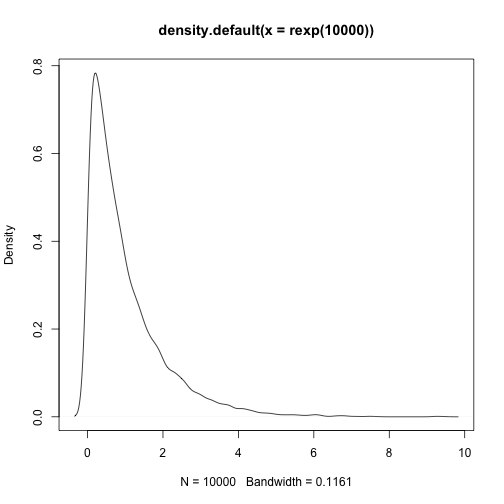 density.default(x = rexp(10000))
0.8
0.6
0.4
0.2
0.0
Density
0 2 4 6 8 10
N = 10000 Bandwidth = 0.1161